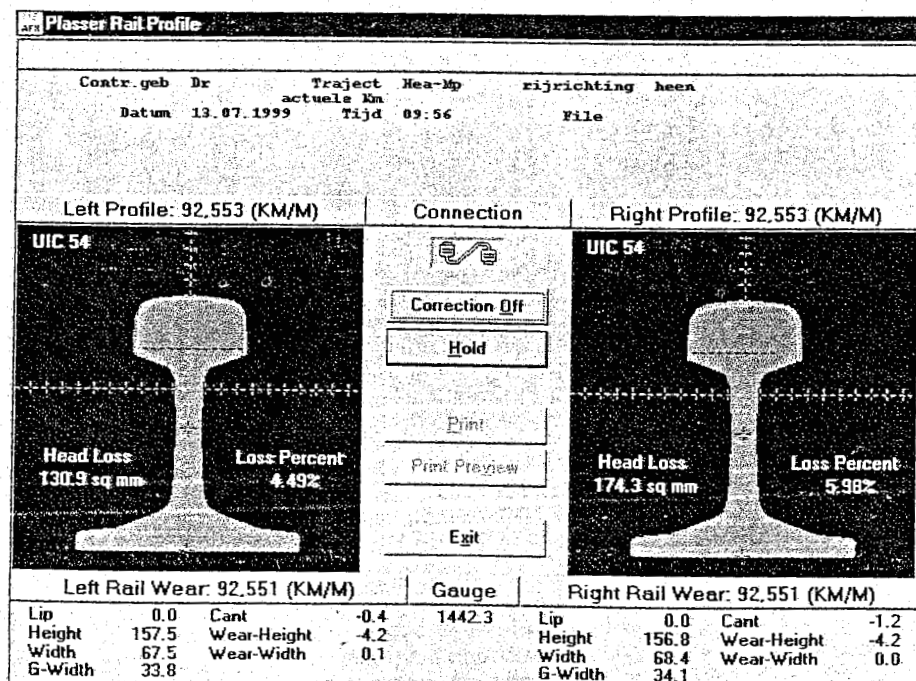 Plasser Rail Profile
Contr.geb Dr Traject Hea-Mp rijrichting heen
actuele Km
Datum 13.07.1999 Tijd 09:56 File
Left Profile: 92,553 (KM/M) Connection Right Profile: 92,553 (KM/M)
UIC 54 UIC 54
Correction Off
Hold
Print
Head Loss Loss Percent Print Preview Head Loss Loss Percent
130.9 sq mm 4.49% 174.3 sq mm 5.98%
Exit
Left Rail Wear: 92,551 (KM/M) Gauge Right Rail Wear: 92,551 (KM/M)
Lip 0.0 Cant -0.4 1442.3 Lip 0.0 Cant -1.2
Height 157.5 Wear-Height -4.2 Height 156.8 Wear-Height -4.2
Width 67.5 Wear-Width 0.1 Width 68.4 Wear-Width 0.0
G-Width 33.8 G-Width 34.1